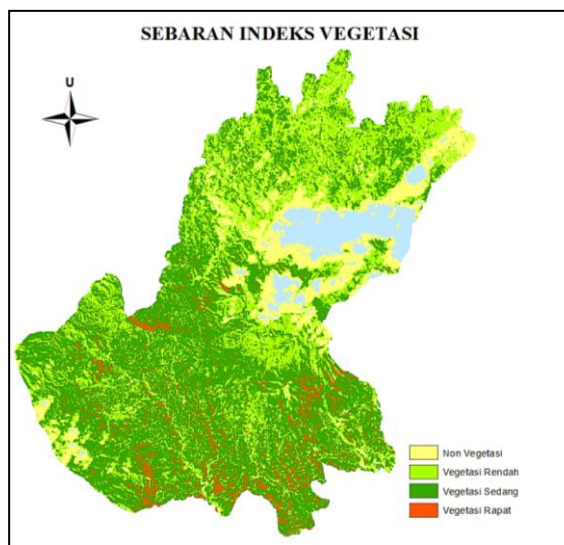 SEBARAN INDEKS VEGETASI
U
Non Vegetasi
Vegetasi Rendah
Vegetasi Sedang
Vegetasi Rapat